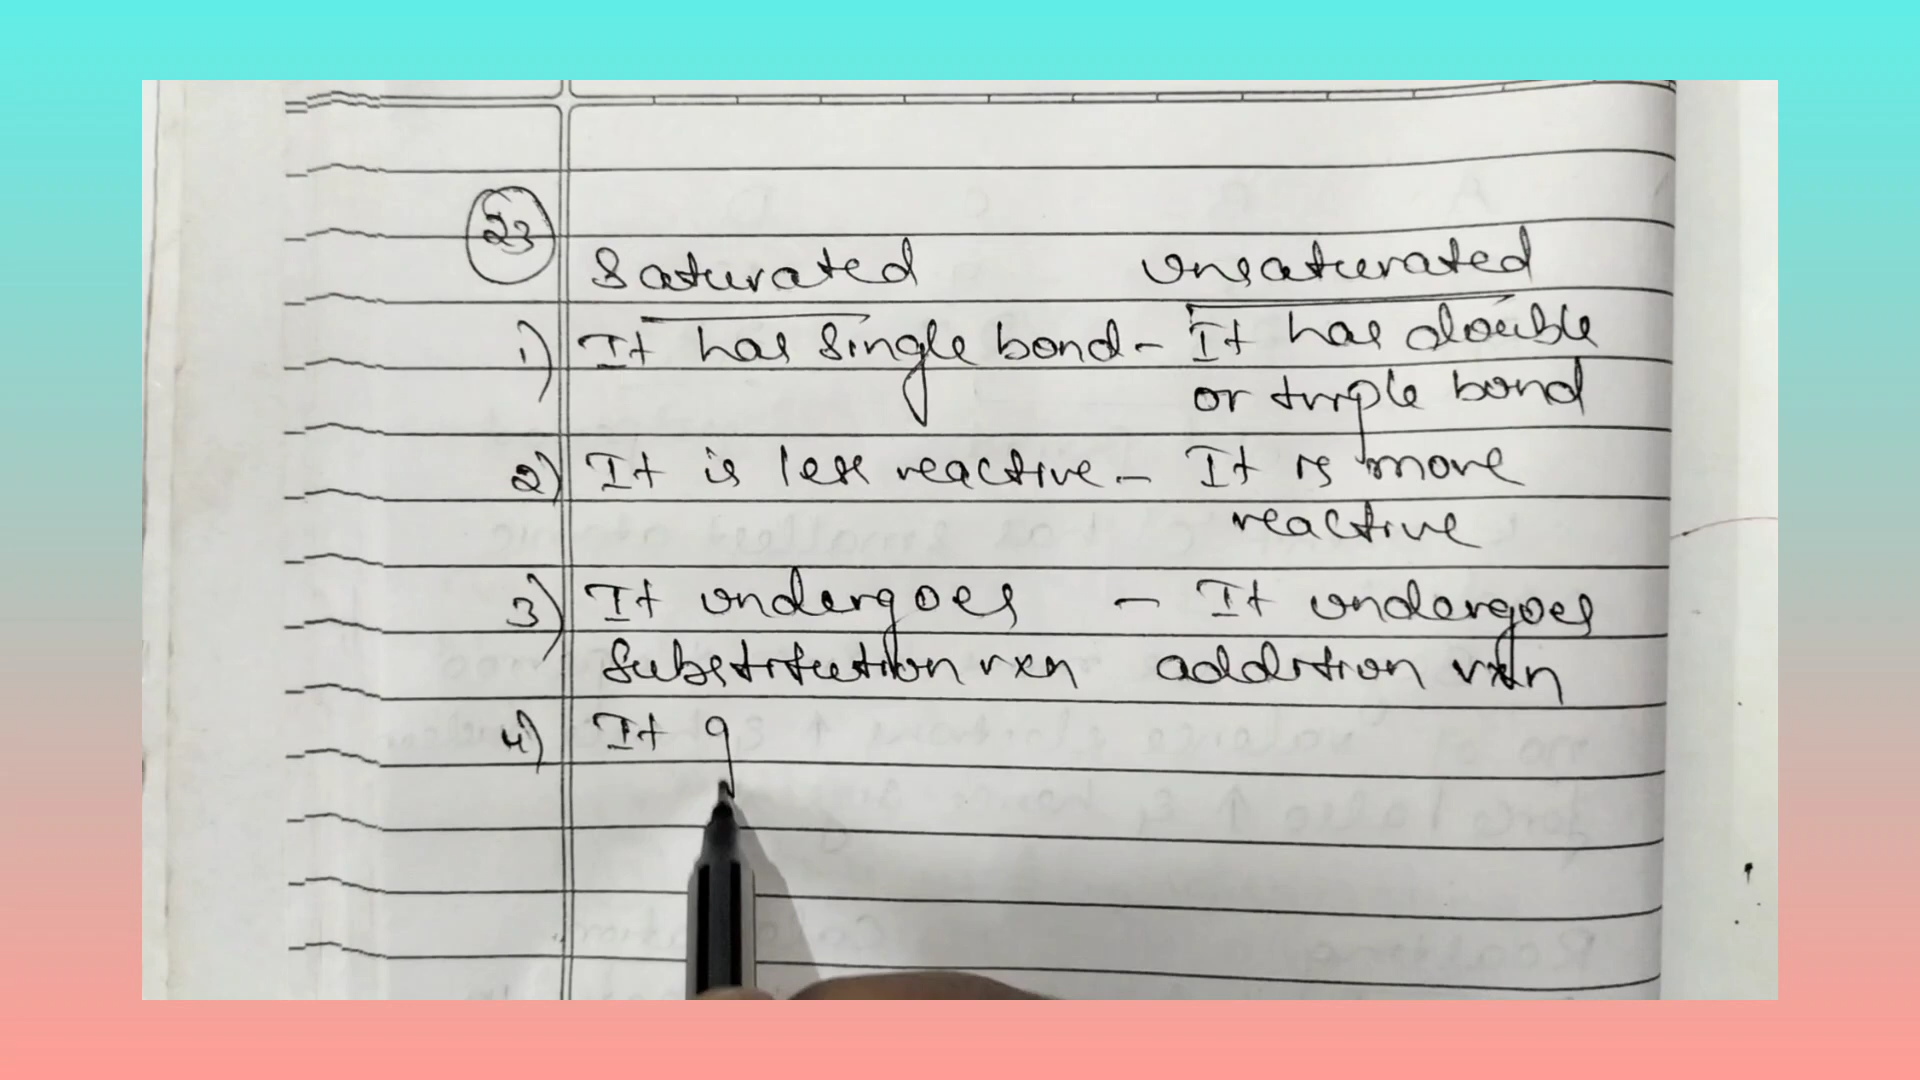 23
Saturated Unsaturated
1) It has single bond - It has double
or triple bond
2) It is less reactive - It is more
reactive
3) It undergoes - It undergoes
Substitution rxn addition rxn
4) It g